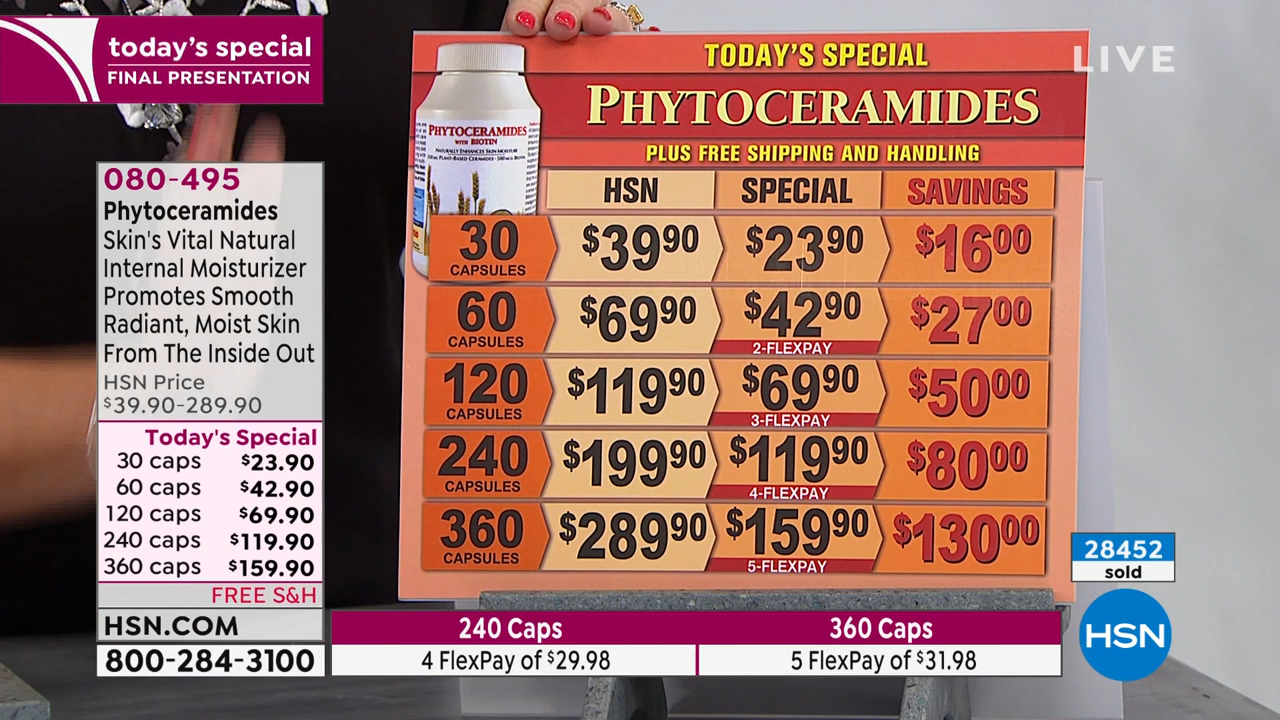 today's special
FINAL PRESENTATION
080-495
Phytoceramides
Skin's Vital Natural
Internal Moisturizer
Promotes Smooth
Radiant, Moist Skin
From The Inside Out
HSN Price
$39.90-289.90
Today's Special
30 caps $23.90
60 caps $42.90
120 caps $69.90
240 caps $119.90
360 caps $159.90
FREE S&H
HSN.COM
800-284-3100
LIVE
TODAY'S SPECIAL
PHYTOCERAMIDES
PLUS FREE SHIPPING AND HANDLING
PHYTOCERAMIDES
WITH BIOTIN
NATURALLY ENHANCES SKIN MOISTURE
HSN SPECIAL SAVINGS
30 CAPSULES $39.90 $23.90 $16.00
60 CAPSULES $69.90 $42.90 $27.00
2-FLEXPAY
120 CAPSULES $119.90 $69.90 $50.00
3-FLEXPAY
240 CAPSULES $199.90 $119.90 $80.00
4-FLEXPAY
360 CAPSULES $289.90 $159.90 $130.00
5-FLEXPAY
240 Caps 360 Caps
4 FlexPay of $29.98 5 FlexPay of $31.98
28452
sold
HSN